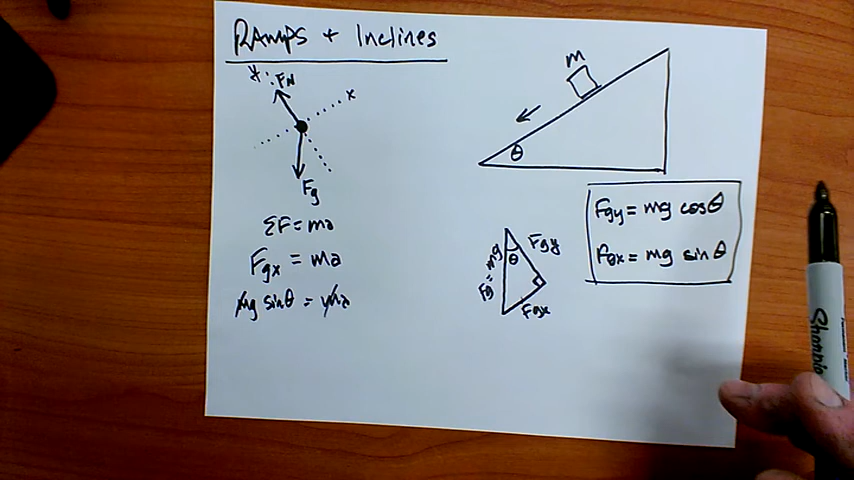 RAMPS + Inclines
y
FN
x
Fg
ΣF = ma
Fgx = ma
mg sinθ = ma
m
θ
Fgy = mg cosθ
Fgx = mg sinθ
Fg = mg
θ
Fgy
Fgx
Sharpie